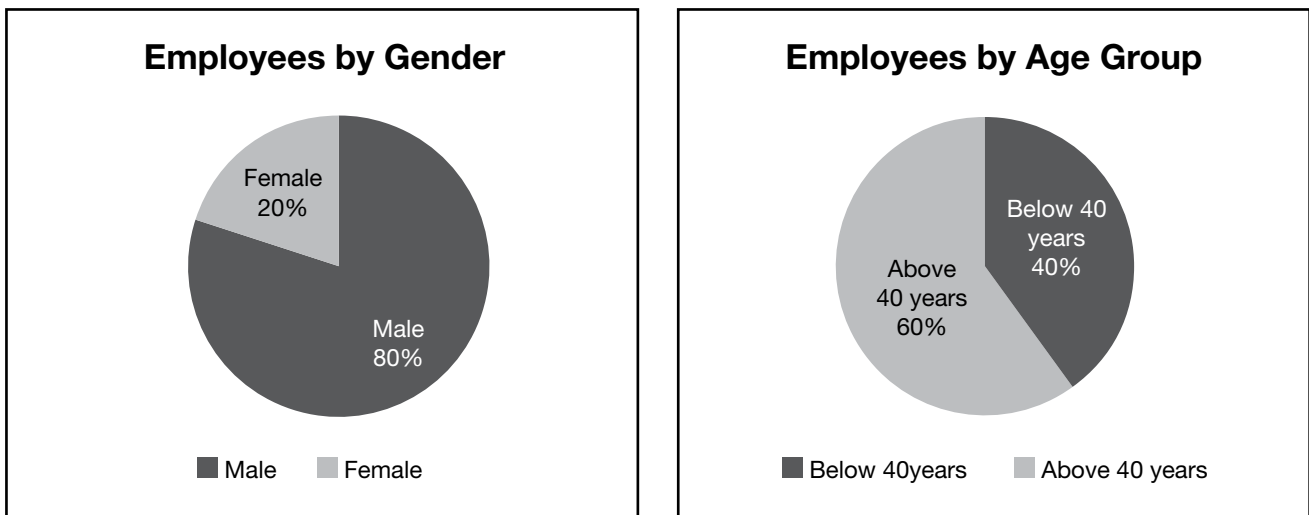 Employees by Gender
Female
20%
Male
80%
Male
Female
Employees by Age Group
Below 40
years
40%
Above
40 years
60%
Below 40years
Above 40 years